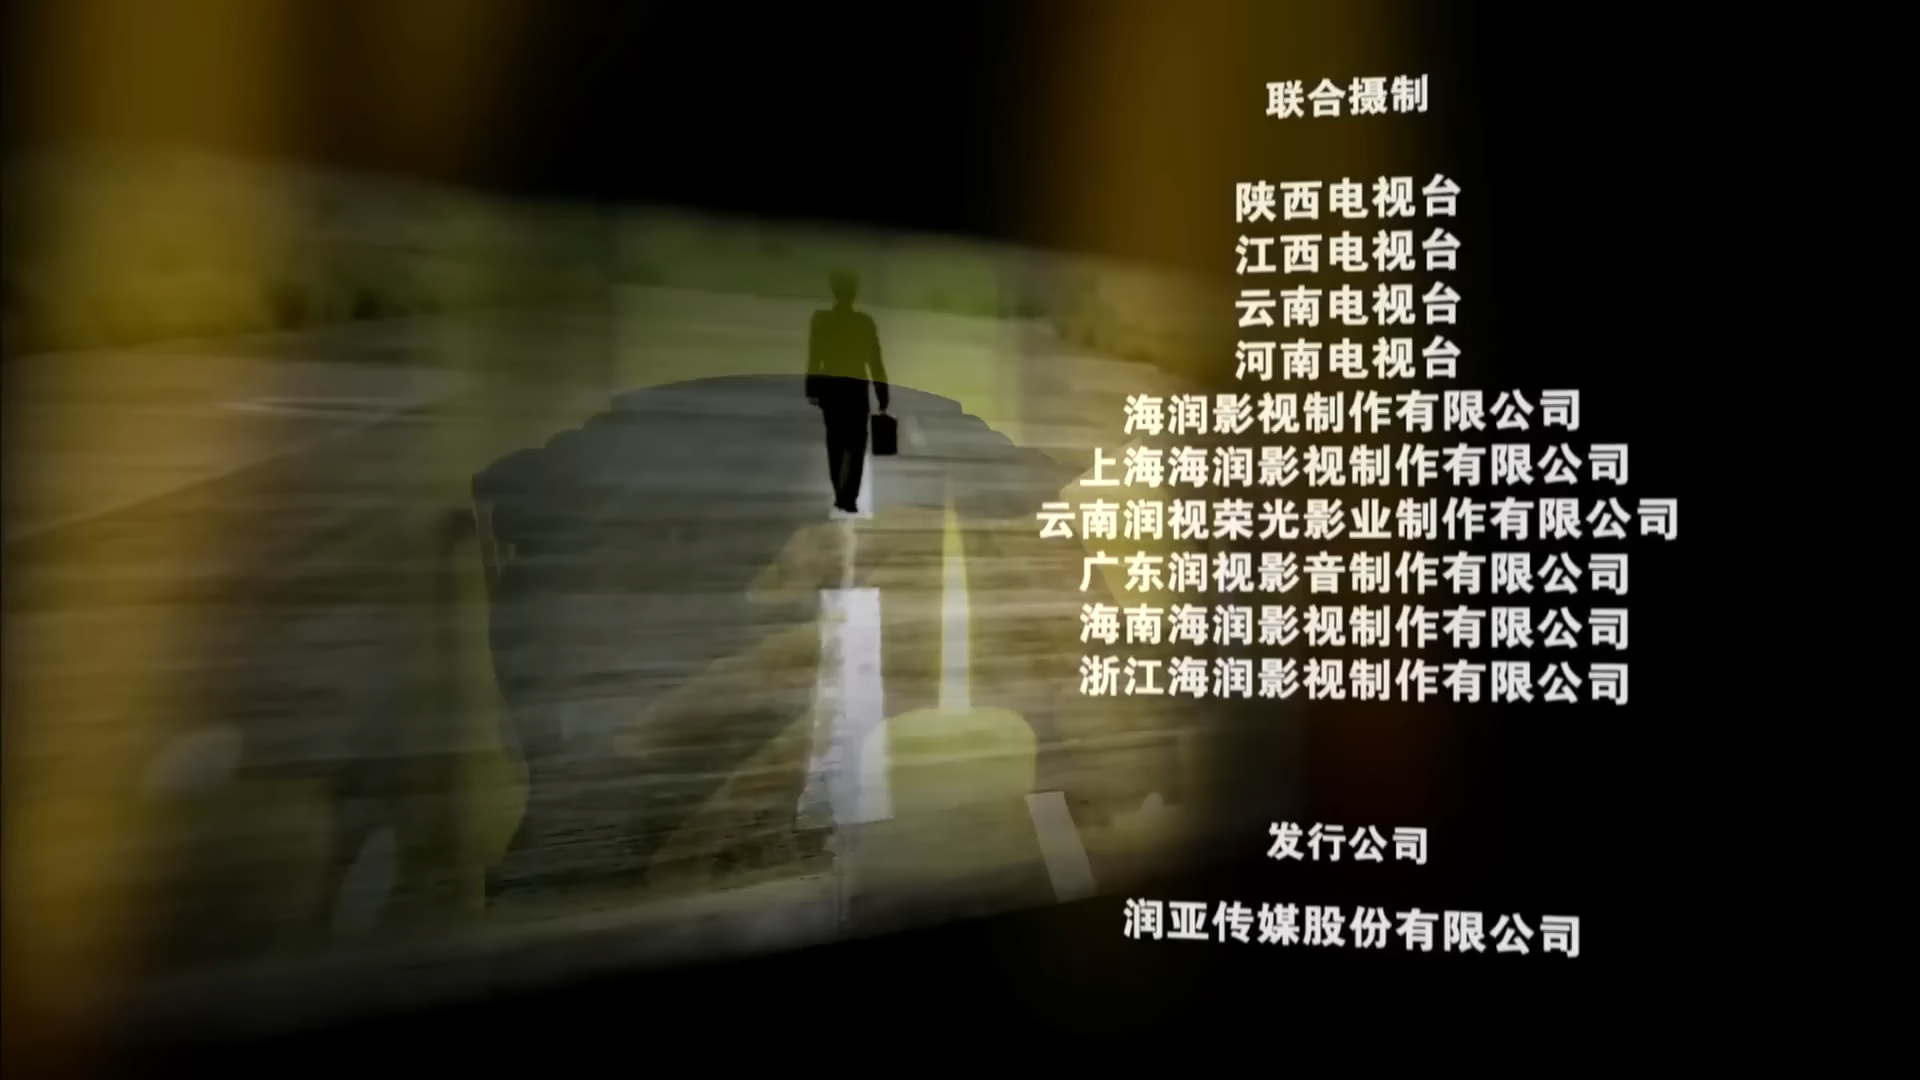 联合摄制
陕西电视台
江西电视台
云南电视台
河南电视台
海润影视制作有限公司
上海海润影视制作有限公司
云南润视荣光影业制作有限公司
广东润视影音制作有限公司
海南海润影视制作有限公司
浙江海润影视制作有限公司
发行公司
润亚传媒股份有限公司